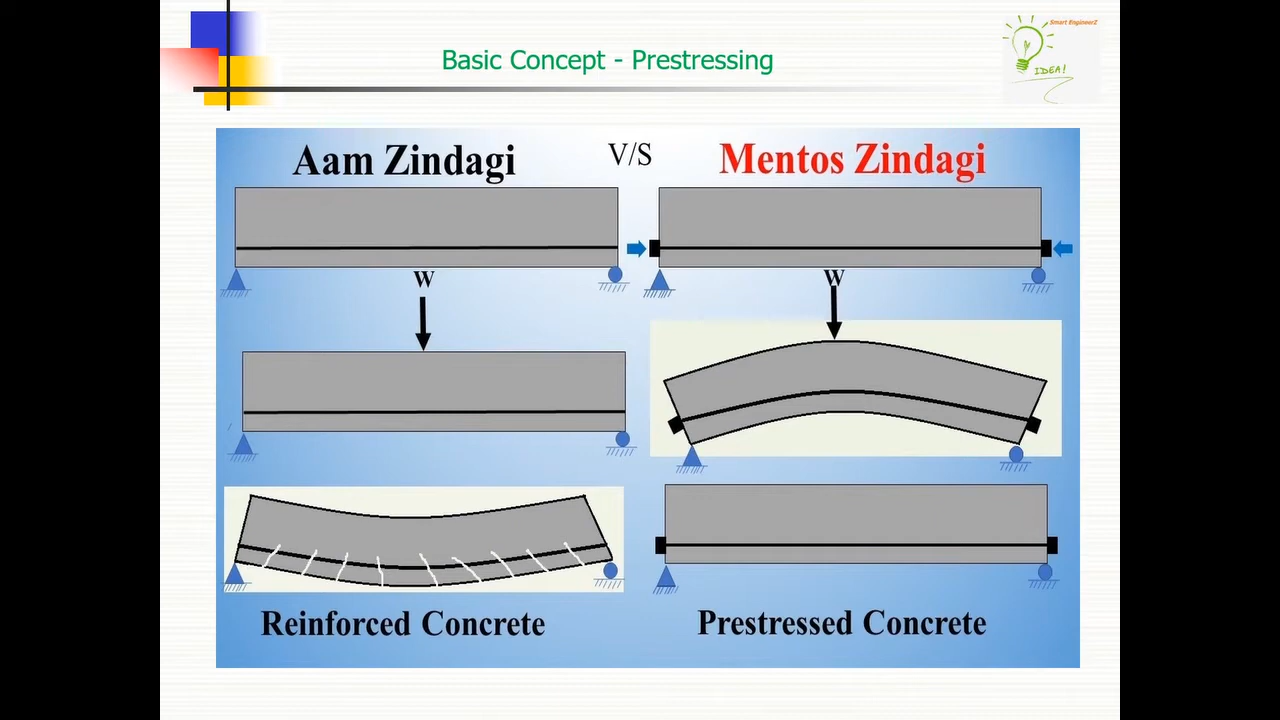 Basic Concept - Prestressing
Smart EngineerZ
IDEA!
Aam Zindagi
V/S
Mentos Zindagi
W
W
Reinforced Concrete
Prestressed Concrete